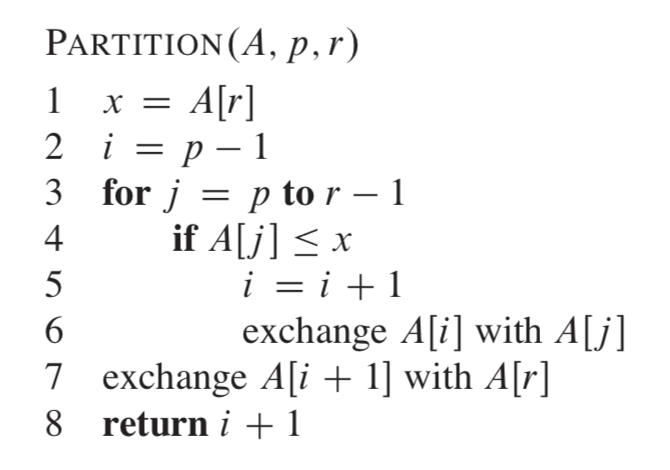 PARTITION(A, p, r)
1 x = A[r]
2 i = p − 1
3 for j = p to r − 1
4 if A[j] ≤ x
5 i = i + 1
6 exchange A[i] with A[j]
7 exchange A[i + 1] with A[r]
8 return i + 1